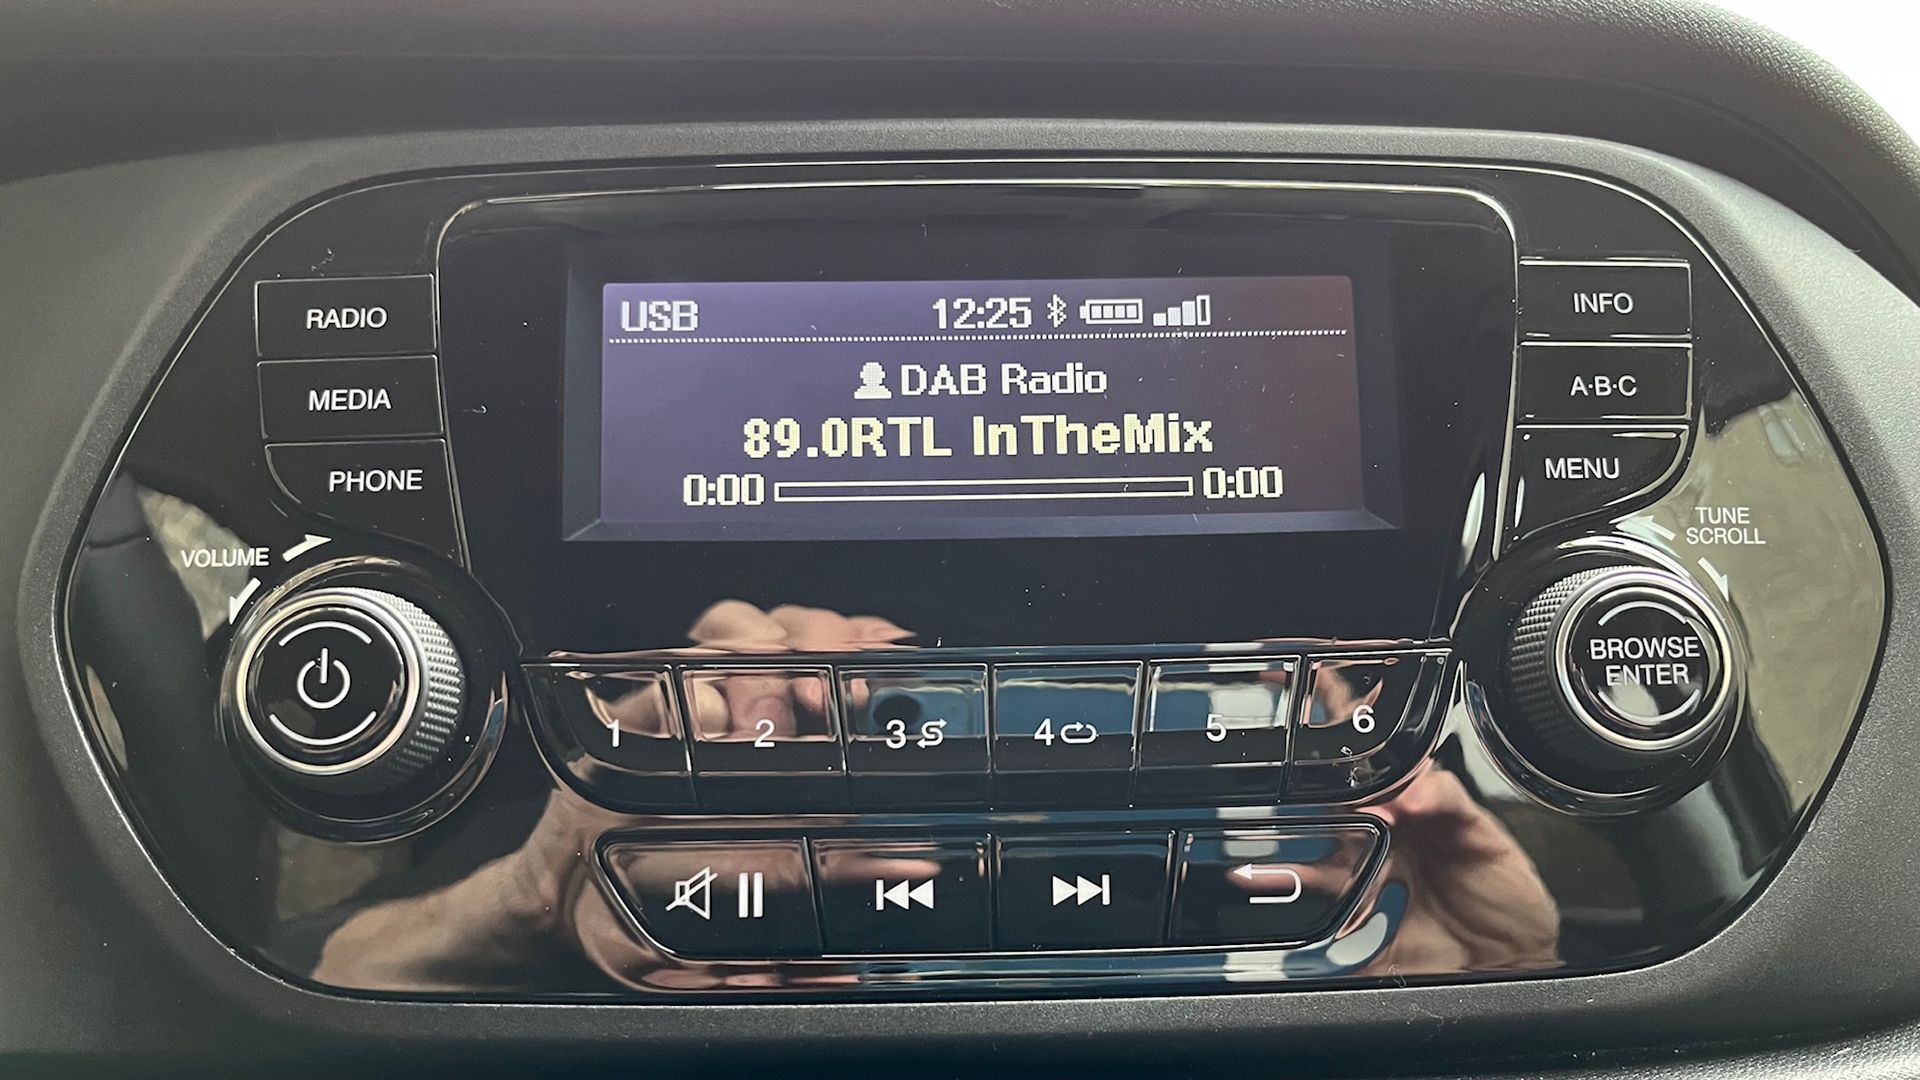 USB 12:25
DAB Radio
89.0RTL InTheMix
0:00 0:00
RADIO
MEDIA
PHONE
VOLUME
INFO
A·B·C
MENU
TUNE
SCROLL
BROWSE
ENTER
1 2 3 4 5 6